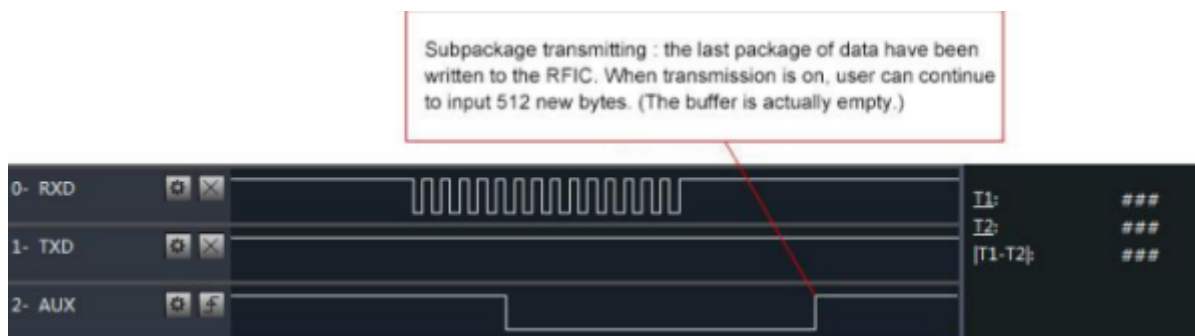 Subpackage transmitting : the last package of data have been
written to the RFIC. When transmission is on, user can continue
to input 512 new bytes. (The buffer is actually empty.)
0- RXD
T1: ###
T2: ###
1- TXD
|T1-T2|: ###
2- AUX